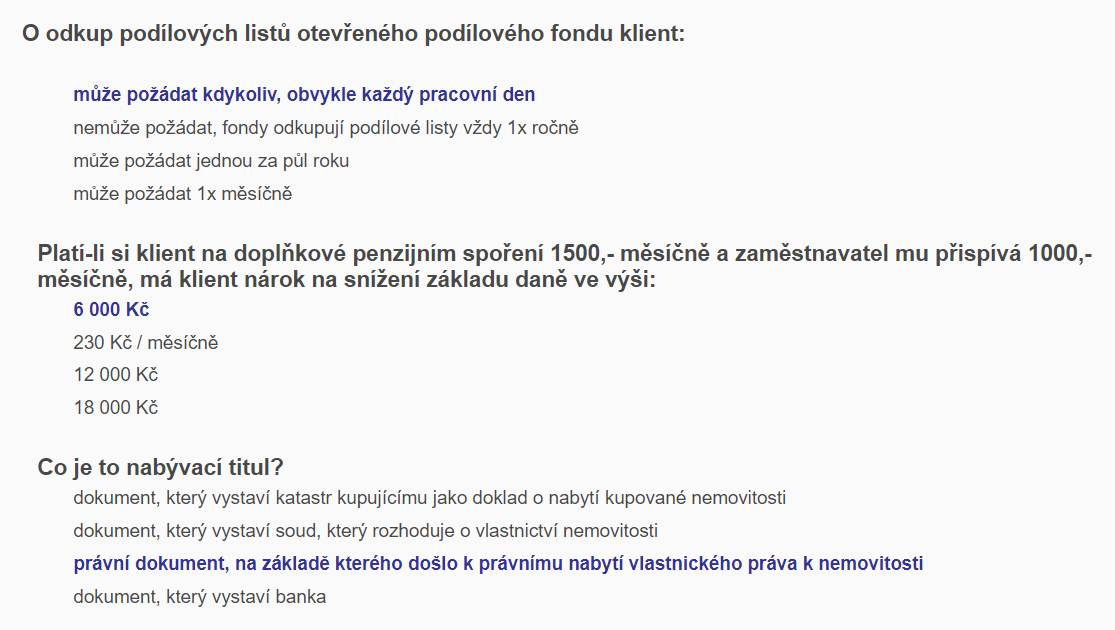 O odkup podílových listů otevřeného podílového fondu klient:
může požádat kdykoliv, obvykle každý pracovní den
nemůže požádat, fondy odkupují podílové listy vždy 1x ročně
může požádat jednou za půl roku
může požádat 1x měsíčně
Platí-li si klient na doplňkové penzijním spoření 1500,- měsíčně a zaměstnavatel mu přispívá 1000,-
měsíčně, má klient nárok na snížení základu daně ve výši:
6 000 Kč
230 Kč / měsíčně
12 000 Kč
18 000 Kč
Co je to nabývací titul?
dokument, který vystaví katastr kupujícímu jako doklad o nabytí kupované nemovitosti
dokument, který vystaví soud, který rozhoduje o vlastnictví nemovitosti
právní dokument, na základě kterého došlo k právnímu nabytí vlastnického práva k nemovitosti
dokument, který vystaví banka